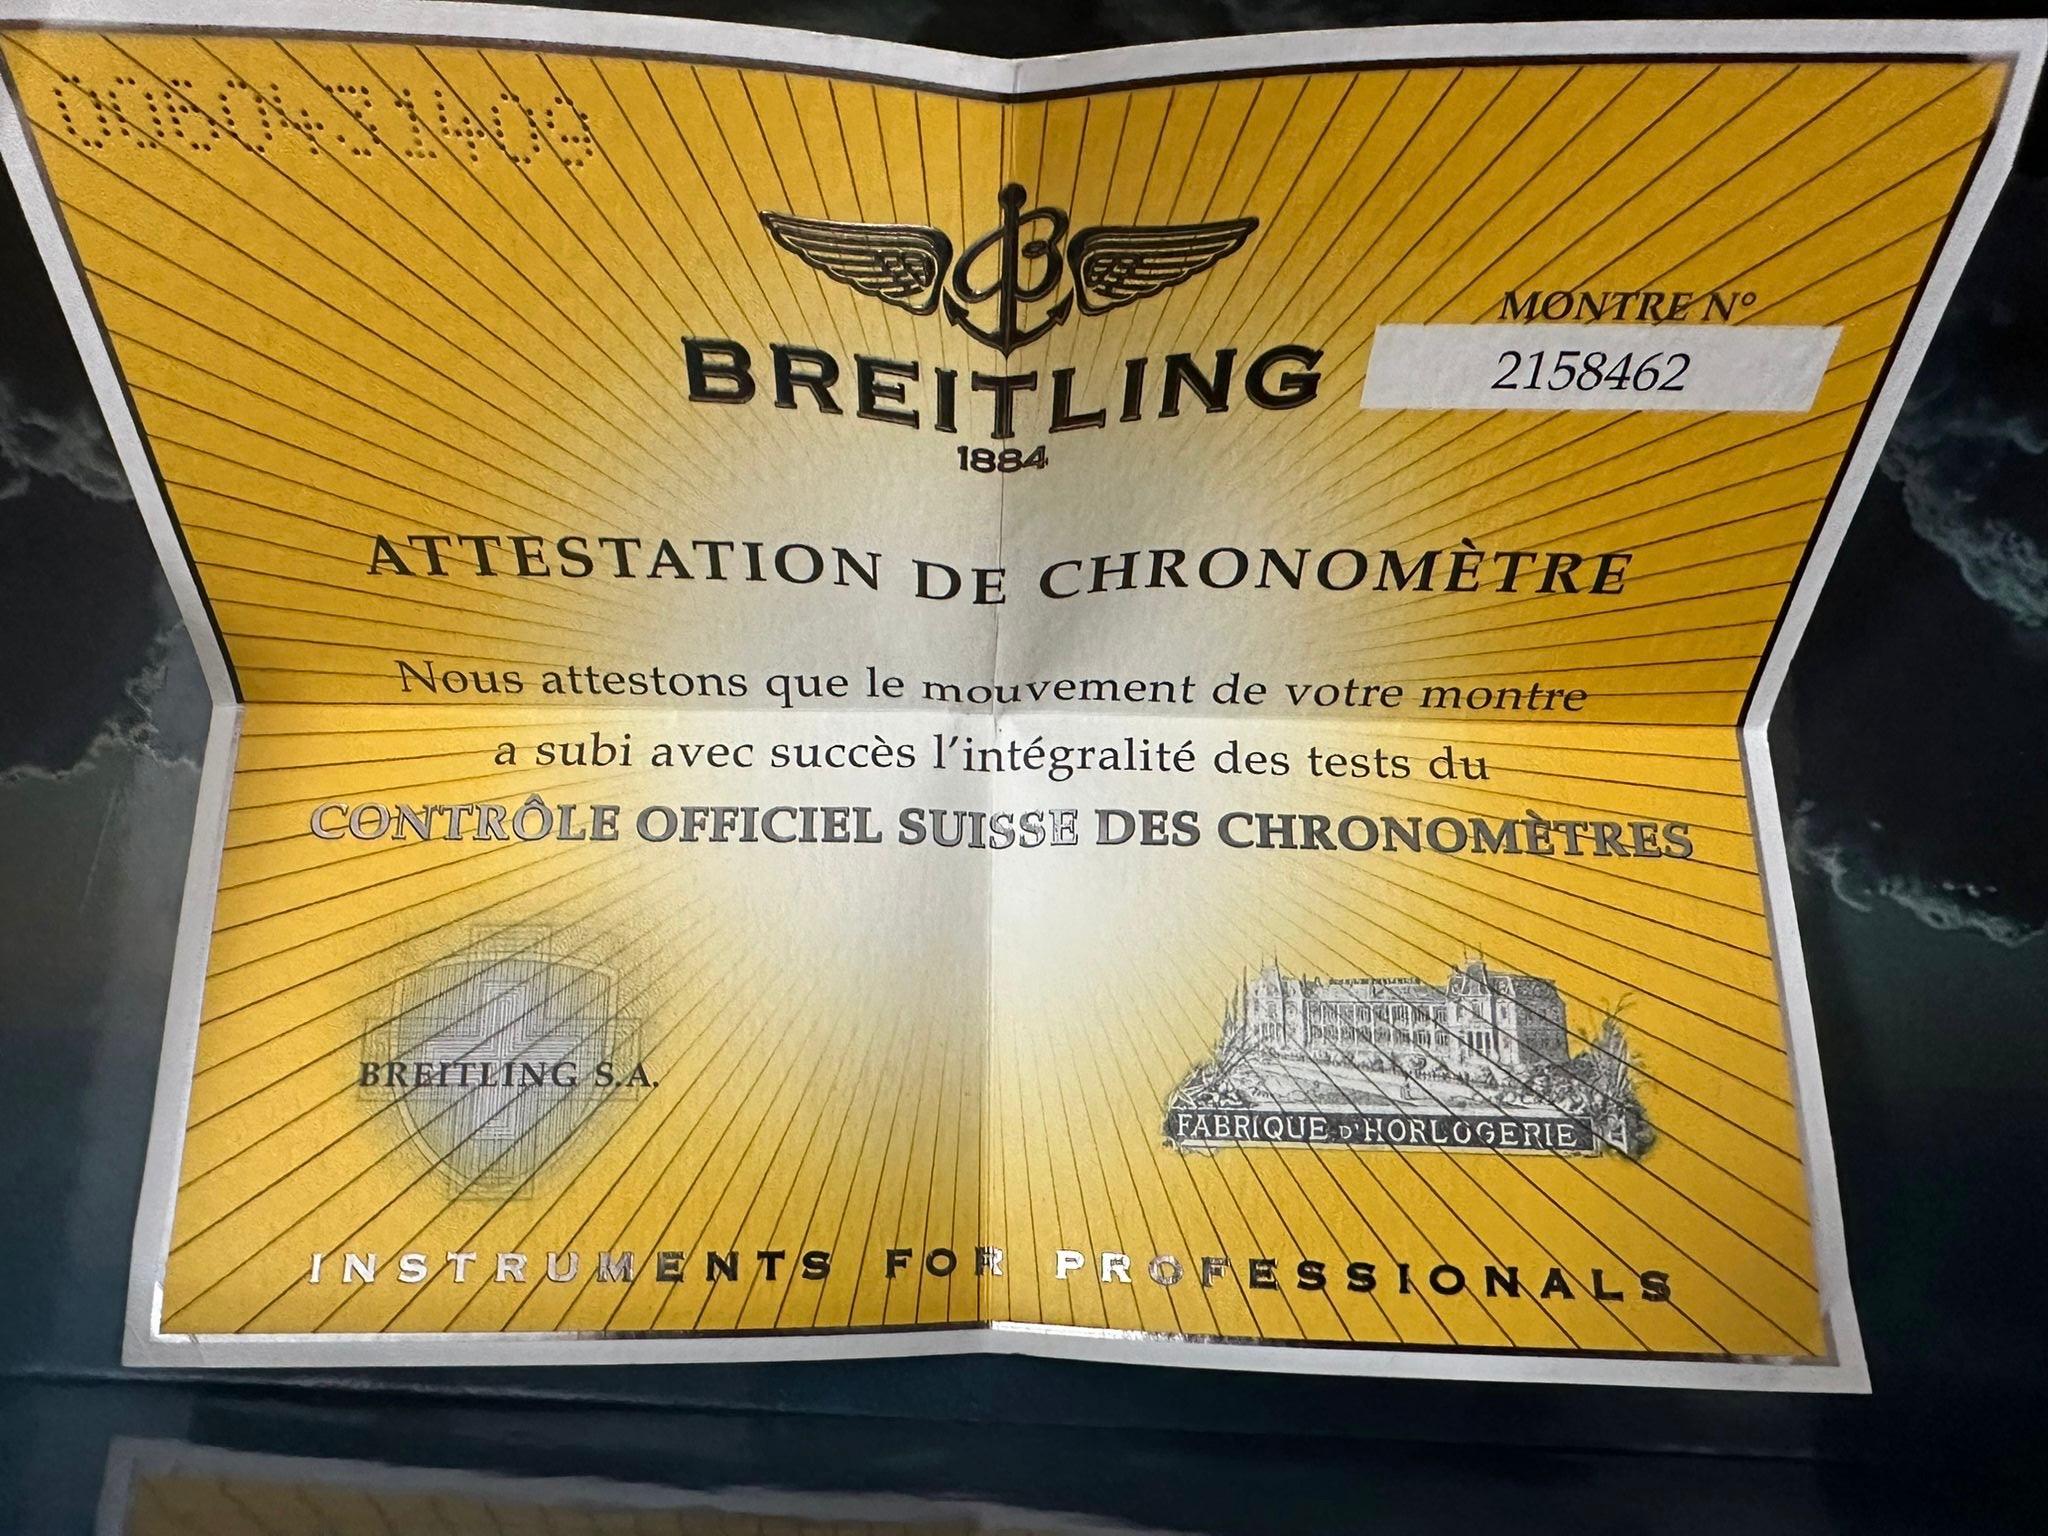 0060431409
MONTRE N°
2158462
B
BREITLING
1884
ATTESTATION DE CHRONOMÈTRE
Nous attestons que le mouvement de votre montre
a subi avec succès l'intégralité des tests du
CONTRÔLE OFFICIEL SUISSE DES CHRONOMÈTRES
BREITLING S.A.
FABRIQUE D'HORLOGERIE
INSTRUMENTS FOR PROFESSIONALS